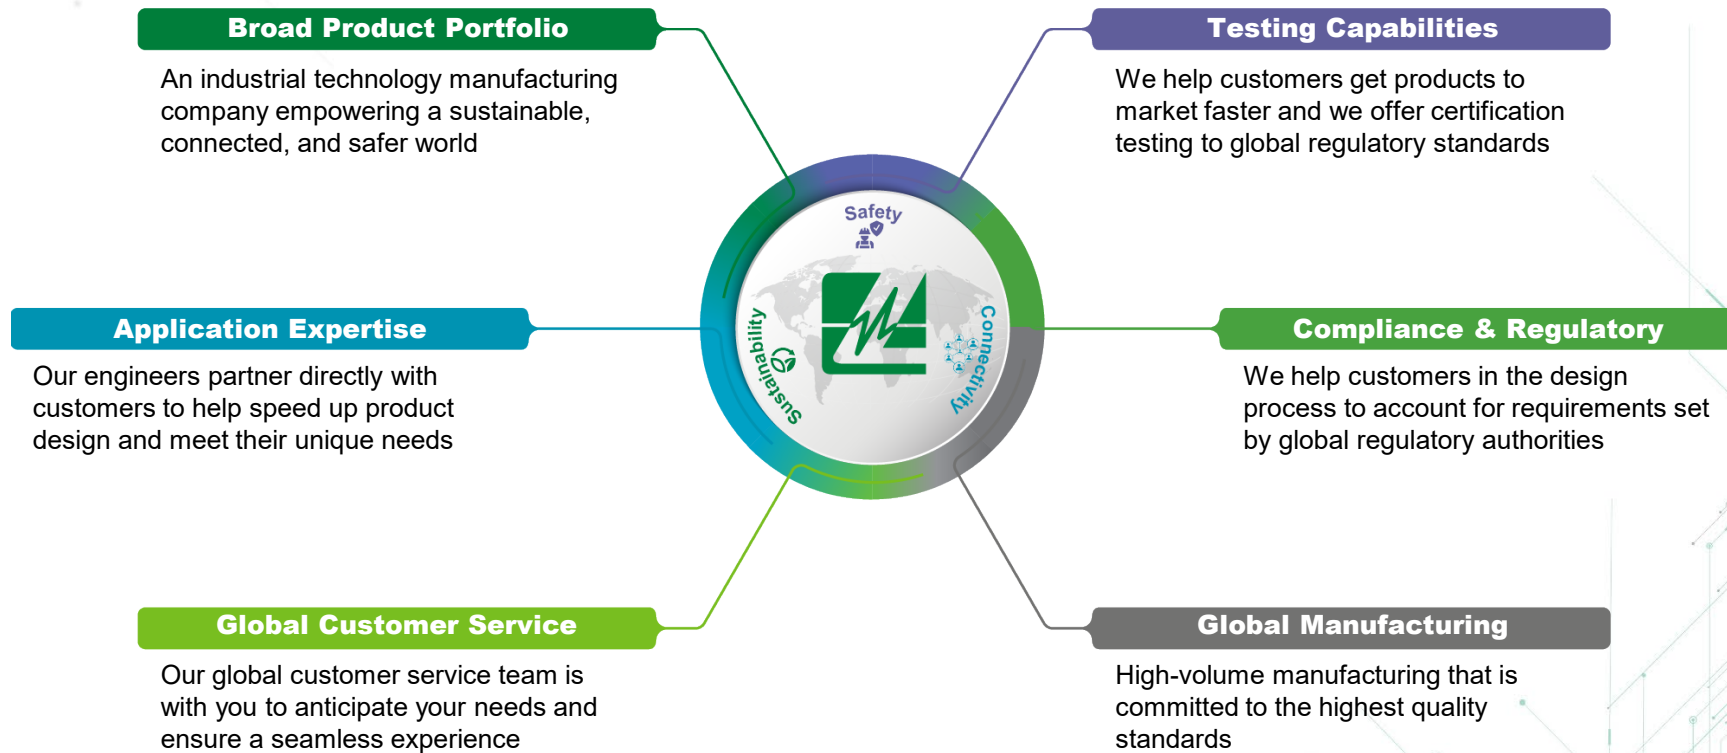 Broad Product Portfolio
An industrial technology manufacturing
company empowering a sustainable,
connected, and safer world
Testing Capabilities
We help customers get products to
market faster and we offer certification
testing to global regulatory standards
Safety
Sustainability
Connectivity
Application Expertise
Our engineers partner directly with
customers to help speed up product
design and meet their unique needs
Compliance & Regulatory
We help customers in the design
process to account for requirements set
by global regulatory authorities
Global Customer Service
Our global customer service team is
with you to anticipate your needs and
ensure a seamless experience
Global Manufacturing
High-volume manufacturing that is
committed to the highest quality
standards